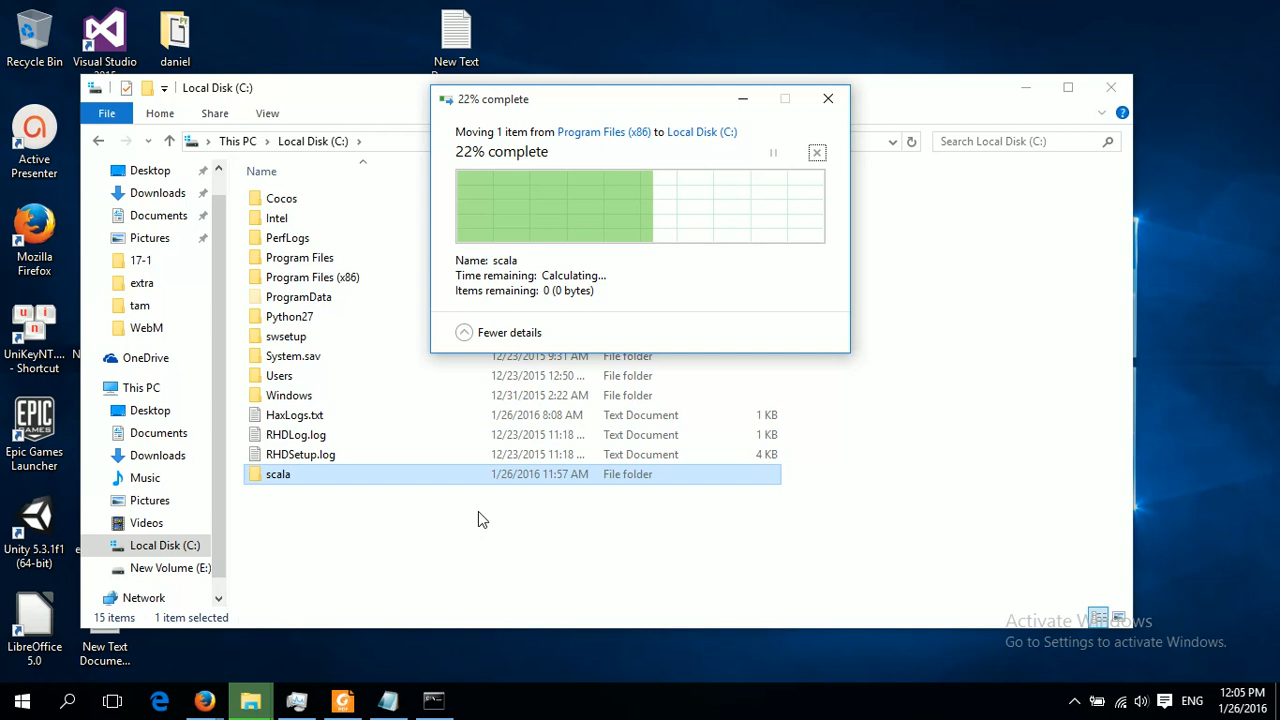 Recycle Bin
Visual Studio
2015
daniel
New Text
Active
Presenter
Mozilla
Firefox
UniKeyNT....
- Shortcut
Epic Games
Launcher
Unity 5.3.1f1
(64-bit)
LibreOffice
5.0
New Text
Docume...
Local Disk (C:)
File Home Share View
This PC > Local Disk (C:) >
Search Local Disk (C:)
Desktop
Downloads
Documents
Pictures
17-1
extra
tam
WebM
OneDrive
This PC
Desktop
Documents
Downloads
Music
Pictures
Videos
Local Disk (C:)
New Volume (E:)
Network
Name
Cocos
Intel
PerfLogs
Program Files
Program Files (x86)
ProgramData
Python27
swsetup
System.sav 12/23/2015 9:31 AM File folder
Users 12/23/2015 12:50 ... File folder
Windows 12/31/2015 2:22 AM File folder
HaxLogs.txt 1/26/2016 8:08 AM Text Document 1 KB
RHDLog.log 12/23/2015 11:18 ... Text Document 1 KB
RHDSetup.log 12/23/2015 11:18 ... Text Document 4 KB
scala 1/26/2016 11:57 AM File folder
15 items 1 item selected
22% complete
Moving 1 item from Program Files (x86) to Local Disk (C:)
22% complete
Name: scala
Time remaining: Calculating...
Items remaining: 0 (0 bytes)
Fewer details
Activate Windows
Go to Settings to activate Windows.
ENG
12:05 PM
1/26/2016